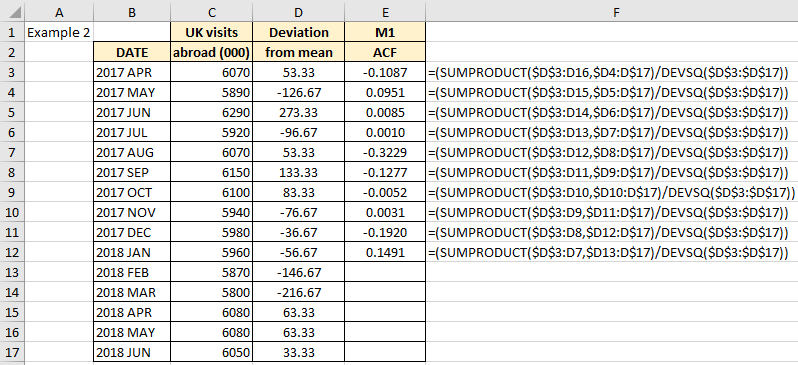 A B C D E F
1 Example 2 UK visits Deviation M1
2 DATE abroad (000) from mean ACF
3 2017 APR 6070 53.33 -0.1087 =(SUMPRODUCT($D$3:D16,$D4:D$17)/DEVSQ($D$3:$D$17))
4 2017 MAY 5890 -126.67 0.0951 =(SUMPRODUCT($D$3:D15,$D5:D$17)/DEVSQ($D$3:$D$17))
5 2017 JUN 6290 273.33 0.0085 =(SUMPRODUCT($D$3:D14,$D6:D$17)/DEVSQ($D$3:$D$17))
6 2017 JUL 5920 -96.67 0.0010 =(SUMPRODUCT($D$3:D13,$D7:D$17)/DEVSQ($D$3:$D$17))
7 2017 AUG 6070 53.33 -0.3229 =(SUMPRODUCT($D$3:D12,$D8:D$17)/DEVSQ($D$3:$D$17))
8 2017 SEP 6150 133.33 -0.1277 =(SUMPRODUCT($D$3:D11,$D9:D$17)/DEVSQ($D$3:$D$17))
9 2017 OCT 6100 83.33 -0.0052 =(SUMPRODUCT($D$3:D10,$D10:D$17)/DEVSQ($D$3:$D$17))
10 2017 NOV 5940 -76.67 0.0031 =(SUMPRODUCT($D$3:D9,$D11:D$17)/DEVSQ($D$3:$D$17))
11 2017 DEC 5980 -36.67 -0.1920 =(SUMPRODUCT($D$3:D8,$D12:D$17)/DEVSQ($D$3:$D$17))
12 2018 JAN 5960 -56.67 0.1491 =(SUMPRODUCT($D$3:D7,$D13:D$17)/DEVSQ($D$3:$D$17))
13 2018 FEB 5870 -146.67
14 2018 MAR 5800 -216.67
15 2018 APR 6080 63.33
16 2018 MAY 6080 63.33
17 2018 JUN 6050 33.33